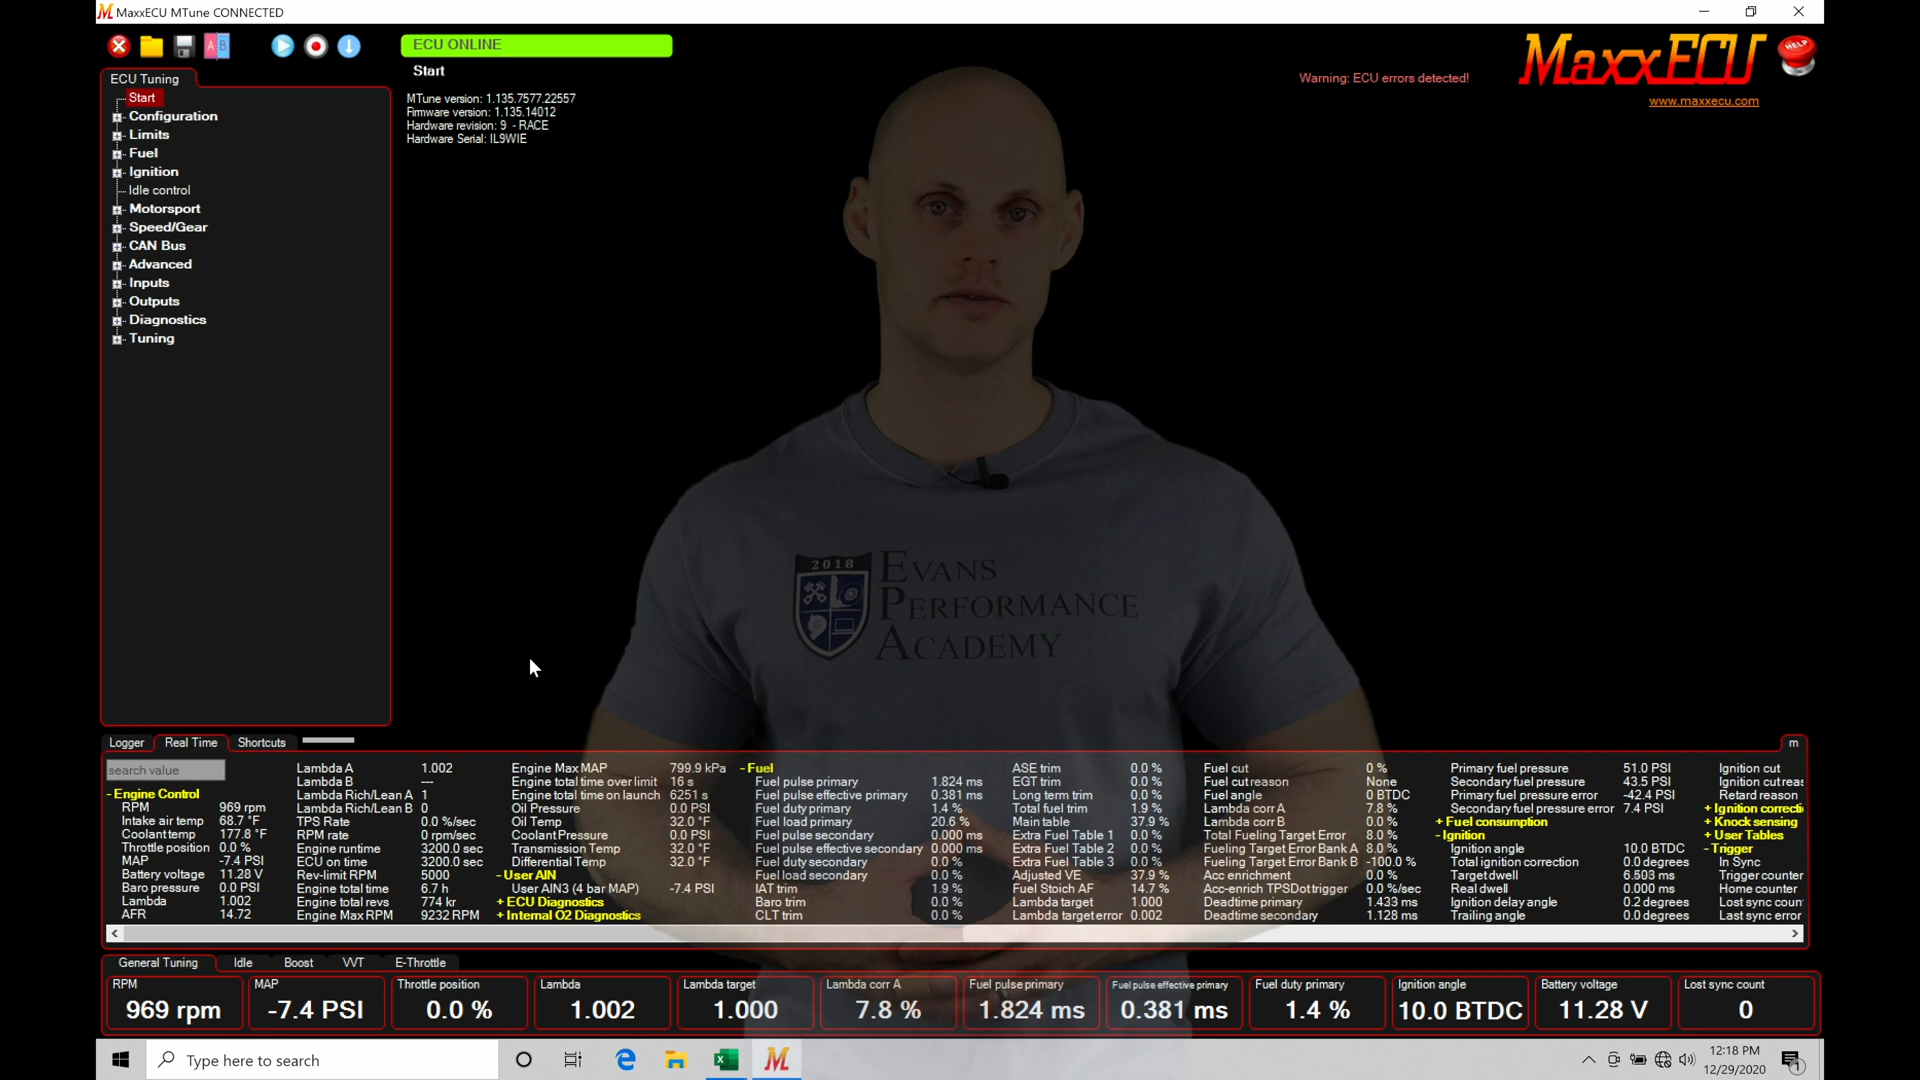 MaxxECU MTune CONNECTED
A B
ECU ONLINE
MaxxECU
HELP
Start
Warning: ECU errors detected!
www.maxxecu.com
MTune version: 1.135.7577.22557
Firmware version: 1.135.14012
Hardware revision: 9 - RACE
Hardware Serial: IL9WIE
ECU Tuning
Start
Configuration
Limits
Fuel
Ignition
Idle control
Motorsport
Speed/Gear
CAN Bus
Advanced
Inputs
Outputs
Diagnostics
Tuning
2018
EVANS
PERFORMANCE
ACADEMY
Logger Real Time Shortcuts m
search value
- Engine Control
RPM 969 rpm
Intake air temp 68.7 °F
Coolant temp 177.8 °F
Throttle position 0.0 %
MAP -7.4 PSI
Battery voltage 11.28 V
Baro pressure 0.0 PSI
Lambda 1.002
AFR 14.72
Lambda A 1.002
Lambda B ---
Lambda Rich/Lean A 1
Lambda Rich/Lean B 0
TPS Rate 0.0 %/sec
RPM rate 0 rpm/sec
Engine runtime 3200.0 sec
ECU on time 3200.0 sec
Rev-limit RPM 5000
Engine total time 6.7 h
Engine total revs 774 kr
Engine Max RPM 9232 RPM
Engine Max MAP 799.9 kPa
Engine total time over limit 16 s
Engine total time on launch 6251 s
Oil Pressure 0.0 PSI
Oil Temp 32.0 °F
Coolant Pressure 0.0 PSI
Transmission Temp 32.0 °F
Differential Temp 32.0 °F
- User AIN
User AIN3 (4 bar MAP) -7.4 PSI
+ ECU Diagnostics
+ Internal O2 Diagnostics
- Fuel
Fuel pulse primary 1.824 ms
Fuel pulse effective primary 0.381 ms
Fuel duty primary 1.4 %
Fuel load primary 20.6 %
Fuel pulse secondary 0.000 ms
Fuel pulse effective secondary 0.000 ms
Fuel duty secondary 0.0 %
Fuel load secondary 0.0 %
IAT trim 1.9 %
Baro trim 0.0 %
CLT trim 0.0 %
ASE trim 0.0 %
EGT trim 0.0 %
Long term trim 0.0 %
Total fuel trim 1.9 %
Main table 37.9 %
Extra Fuel Table 1 0.0 %
Extra Fuel Table 2 0.0 %
Extra Fuel Table 3 0.0 %
Adjusted VE 37.9 %
Fuel Stoich AF 14.7 %
Lambda target 1.000
Lambda target error 0.002
Fuel cut 0 %
Fuel cut reason None
Fuel angle 0 BTDC
Lambda corr A 7.8 %
Lambda corr B 0.0 %
Total Fueling Target Error 8.0 %
Fueling Target Error Bank A 8.0 %
Fueling Target Error Bank B -100.0 %
Acc enrichment 0.0 %
Acc-enrich TPSDot trigger 0.0 %/sec
Deadtime primary 1.433 ms
Deadtime secondary 1.128 ms
Primary fuel pressure 51.0 PSI
Secondary fuel pressure 43.5 PSI
Primary fuel pressure error -42.4 PSI
Secondary fuel pressure error 7.4 PSI
+ Fuel consumption
- Ignition
Ignition angle 10.0 BTDC
Total ignition correction 0.0 degrees
Target dwell 6.503 ms
Real dwell 0.000 ms
Ignition delay angle 0.2 degrees
Trailing angle 0.0 degrees
Ignition cut
Ignition cut reas
Retard reason
+ Ignition correcti
+ Knock sensing
+ User Tables
- Trigger
In Sync
Trigger counter
Home counter
Lost sync coun
Last sync error
General Tuning Idle Boost VVT E-Throttle
RPM 969 rpm
MAP -7.4 PSI
Throttle position 0.0 %
Lambda 1.002
Lambda target 1.000
Lambda corr A 7.8 %
Fuel pulse primary 1.824 ms
Fuel pulse effective primary 0.381 ms
Fuel duty primary 1.4 %
Ignition angle 10.0 BTDC
Battery voltage 11.28 V
Lost sync count 0
Type here to search
12:18 PM
12/29/2020
1